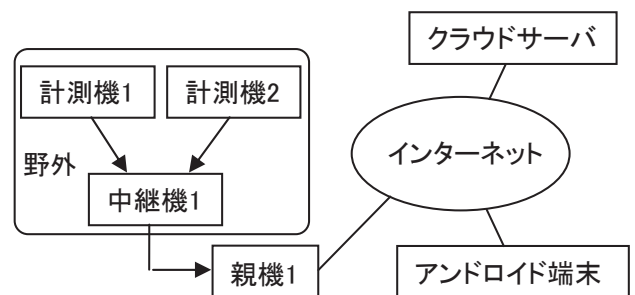 クラウドサーバ
計測機1
計測機2
野外
中継機1
インターネット
親機1
アンドロイド端末